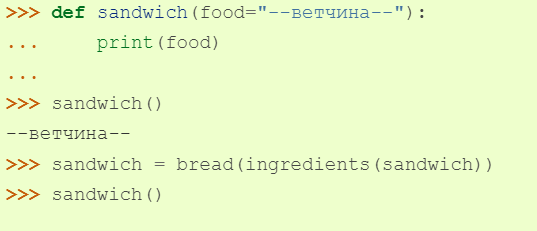 >>> def sandwich(food="--ветчина--"):
...     print(food)
...
>>> sandwich()
--ветчина--
>>> sandwich = bread(ingredients(sandwich))
>>> sandwich()